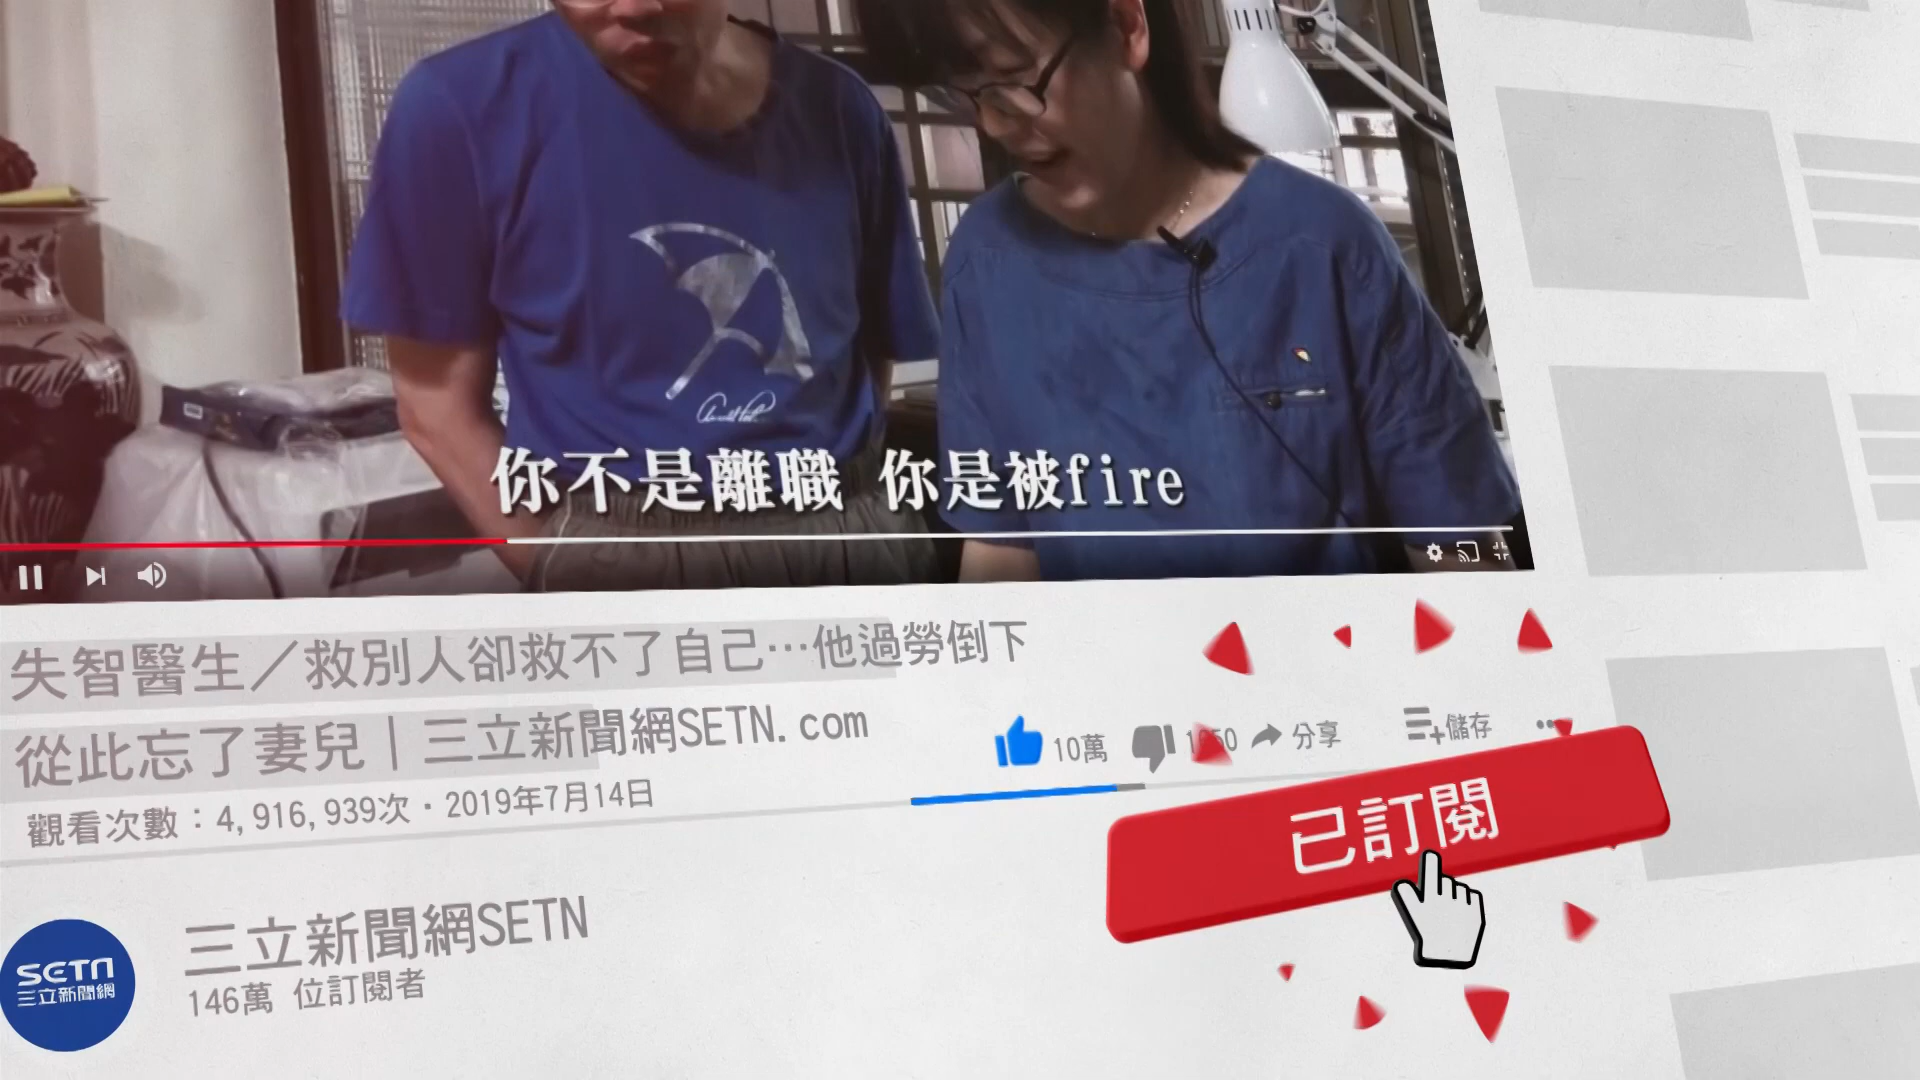 你不是離職 你是被fire
失智醫生／救別人卻救不了自己…他過勞倒下
從此忘了妻兒｜三立新聞網SETN.com
10萬
分享
儲存
觀看次數：4,916,939次・2019年7月14日
已訂閱
三立新聞網SETN
146萬 位訂閱者
SETN
三立新聞網